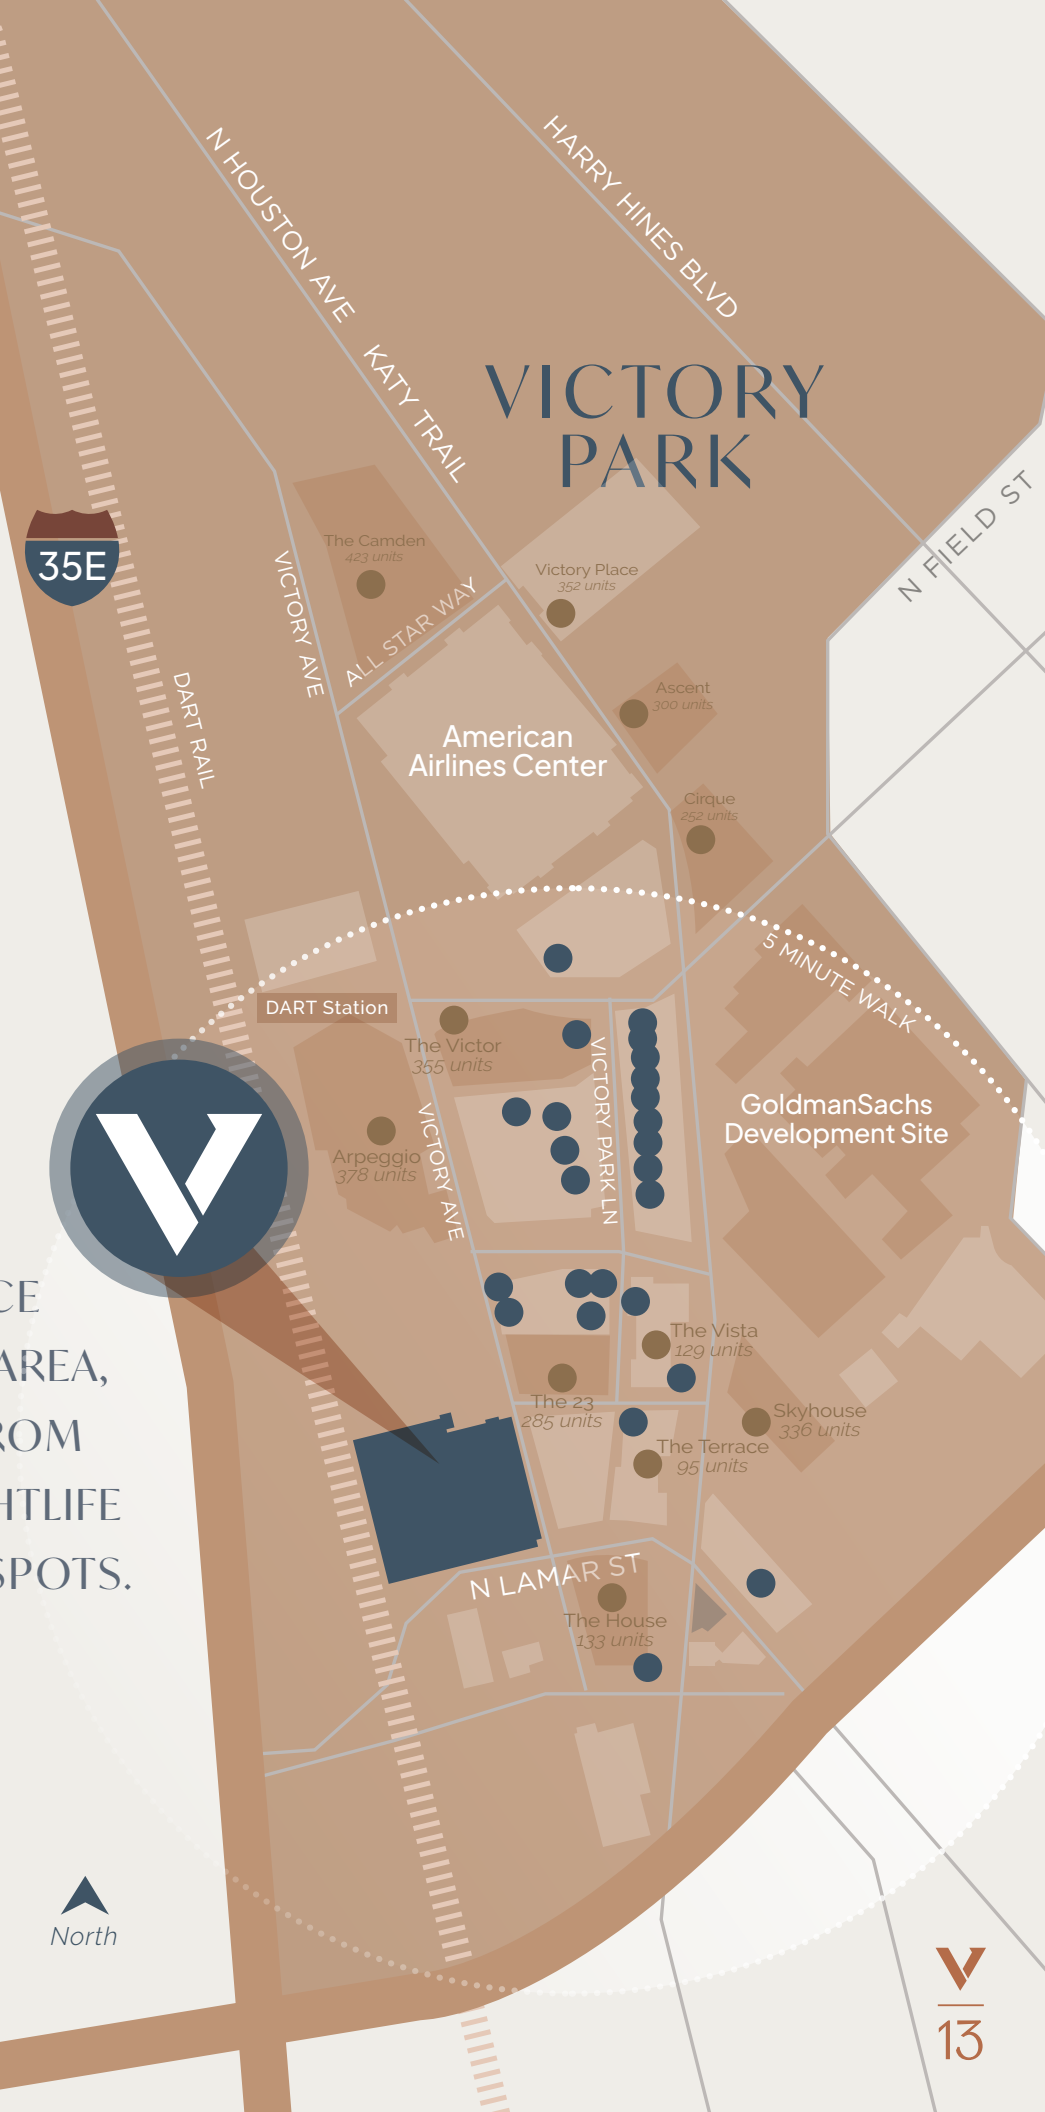 N HOUSTON AVE
HARRY HINES BLVD
KATY TRAIL
VICTORY
PARK
N FIELD ST
35E
The Camden
423 units
Victory Place
352 units
VICTORY AVE
ALL STAR WAY
DART RAIL
Ascent
300 units
American
Airlines Center
Cirque
252 units
5 MINUTE WALK
DART Station
The Victor
355 units
VICTORY PARK LN
GoldmanSachs
Development Site
VICTORY AVE
Arpeggio
378 units
V
CE
AREA,
ROM
HTLIFE
SPOTS.
The Vista
129 units
The 23
285 units
Skyhouse
336 units
The Terrace
95 units
N LAMAR ST
The House
133 units
North
V
13